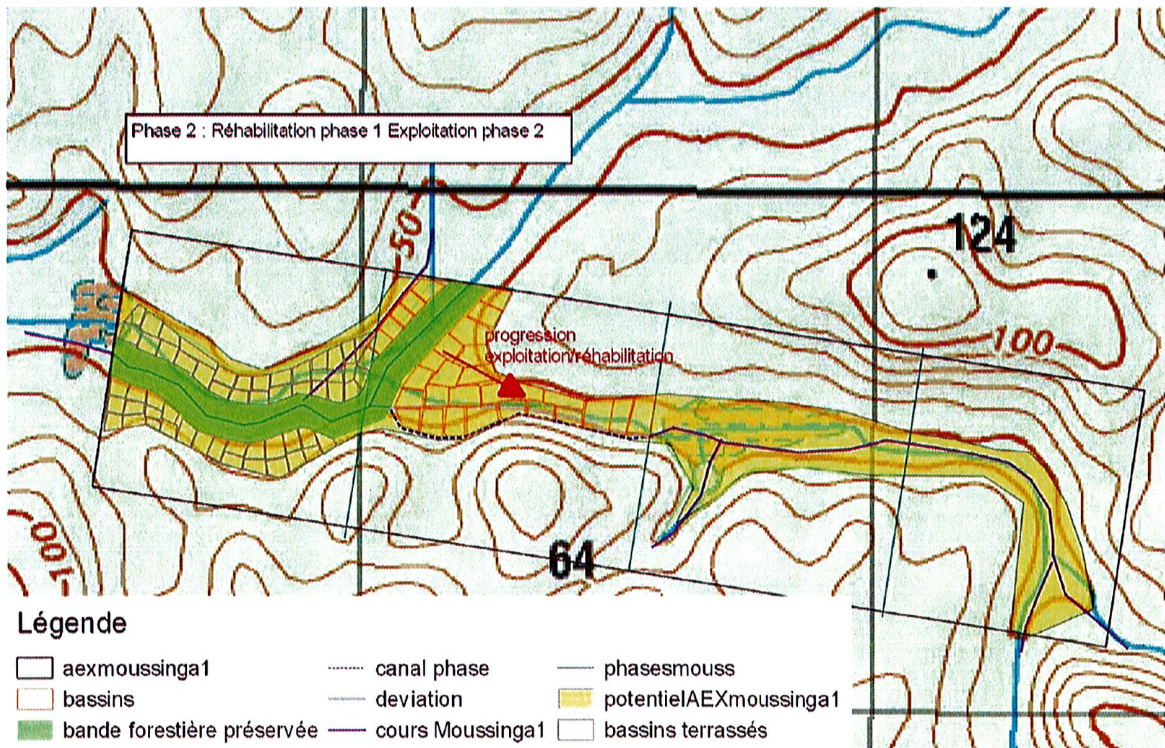 Phase 2 : Réhabilitation phase 1 Exploitation phase 2
50
124
progression
exploitation/réhabilitation
100
100
64
Légende
aexmoussinga1
bassins
bande forestière préservée
canal phase
deviation
cours Moussinga1
phasesmouss
potentielAEXmoussinga1
bassins terrassés